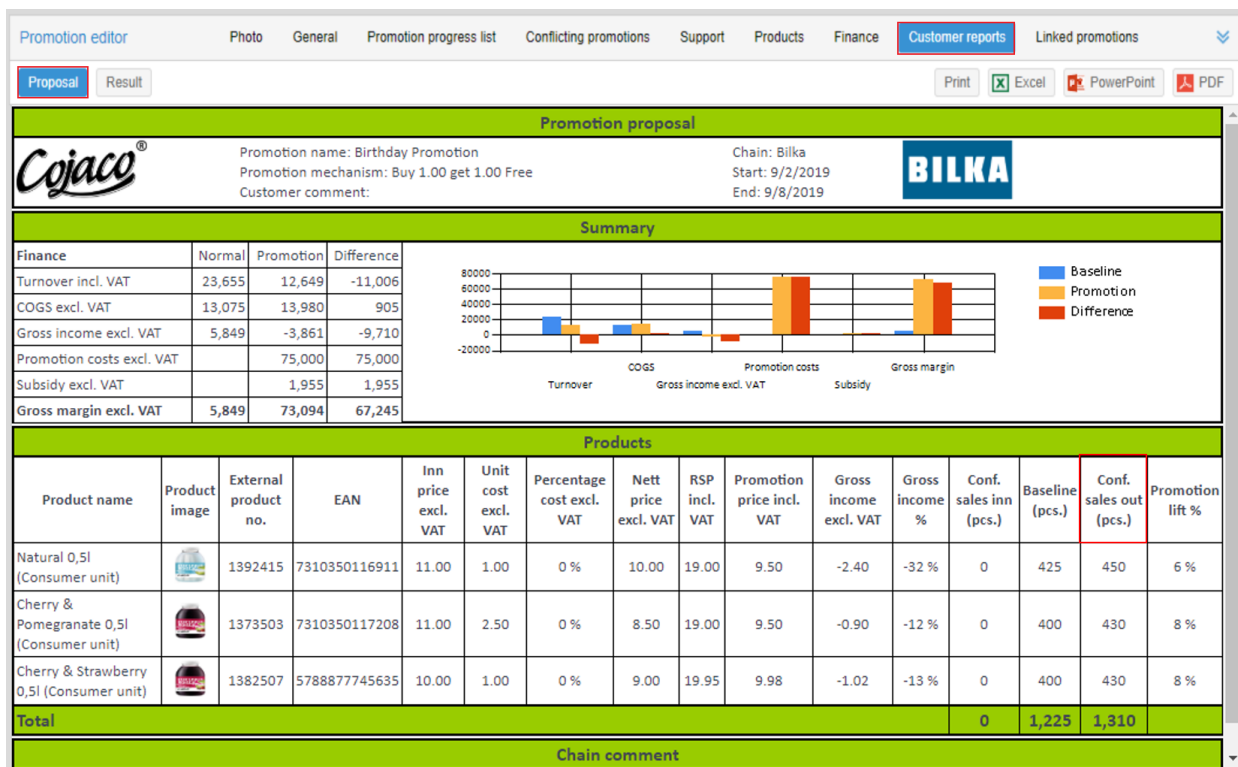 Promotion editor Photo General Promotion progress list Conflicting promotions Support Products Finance Customer reports Linked promotions
Proposal Result Print Excel PowerPoint PDF
Promotion proposal
Cojaco®
Promotion name: Birthday Promotion
Promotion mechanism: Buy 1.00 get 1.00 Free
Customer comment:
Chain: Bilka
Start: 9/2/2019
End: 9/8/2019
BILKA
Summary
Finance Normal Promotion Difference
Turnover incl. VAT 23,655 12,649 -11,006
COGS excl. VAT 13,075 13,980 905
Gross income excl. VAT 5,849 -3,861 -9,710
Promotion costs excl. VAT 75,000 75,000
Subsidy excl. VAT 1,955 1,955
Gross margin excl. VAT 5,849 73,094 67,245
80000
60000
40000
20000
0
-20000
COGS Promotion costs Gross margin
Turnover Gross income excl. VAT Subsidy
Baseline
Promotion
Difference
Products
Product name
Product
image
External
product
no.
EAN
Inn
price
excl.
VAT
Unit
cost
excl.
VAT
Percentage
cost excl.
VAT
Nett
price
excl. VAT
RSP
incl.
VAT
Promotion
price incl.
VAT
Gross
income
excl. VAT
Gross
income
%
Conf.
sales inn
(pcs.)
Baseline
(pcs.)
Conf.
sales out
(pcs.)
Promotion
lift %
Natural 0,5l
(Consumer unit)
1392415 7310350116911 11.00 1.00 0 % 10.00 19.00 9.50 -2.40 -32 % 0 425 450 6 %
Cherry &
Pomegranate 0,5l
(Consumer unit)
1373503 7310350117208 11.00 2.50 0 % 8.50 19.00 9.50 -0.90 -12 % 0 400 430 8 %
Cherry & Strawberry
0,5l (Consumer unit)
1382507 5788877745635 10.00 1.00 0 % 9.00 19.95 9.98 -1.02 -13 % 0 400 430 8 %
Total 0 1,225 1,310
Chain comment